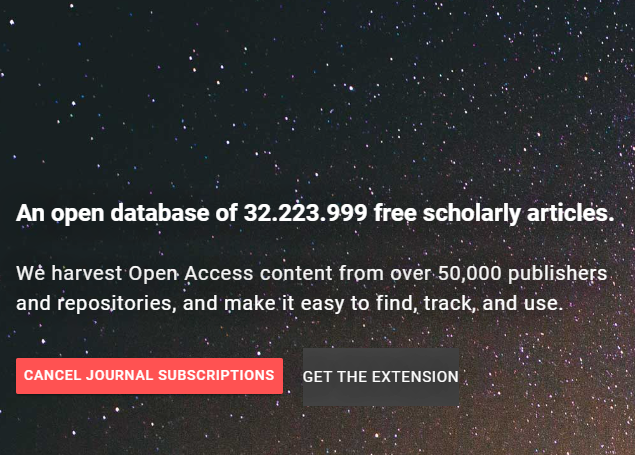 An open database of 32.223.999 free scholarly articles.
We harvest Open Access content from over 50,000 publishers
and repositories, and make it easy to find, track, and use.
CANCEL JOURNAL SUBSCRIPTIONS
GET THE EXTENSION